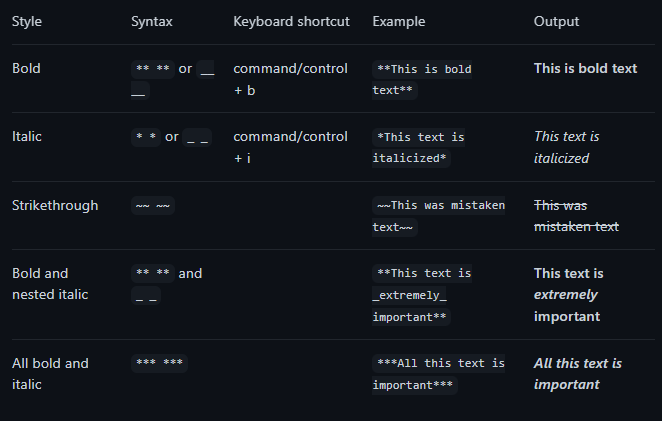 Style Syntax Keyboard shortcut Example Output
Bold ** ** or __ __ command/control + b **This is bold text** This is bold text
Italic * * or _ _ command/control + i *This text is italicized* This text is italicized
Strikethrough ~~ ~~ ~~This was mistaken text~~ This was mistaken text
Bold and nested italic ** ** and _ _ **This text is _extremely_ important** This text is extremely important
All bold and italic *** *** ***All this text is important*** All this text is important